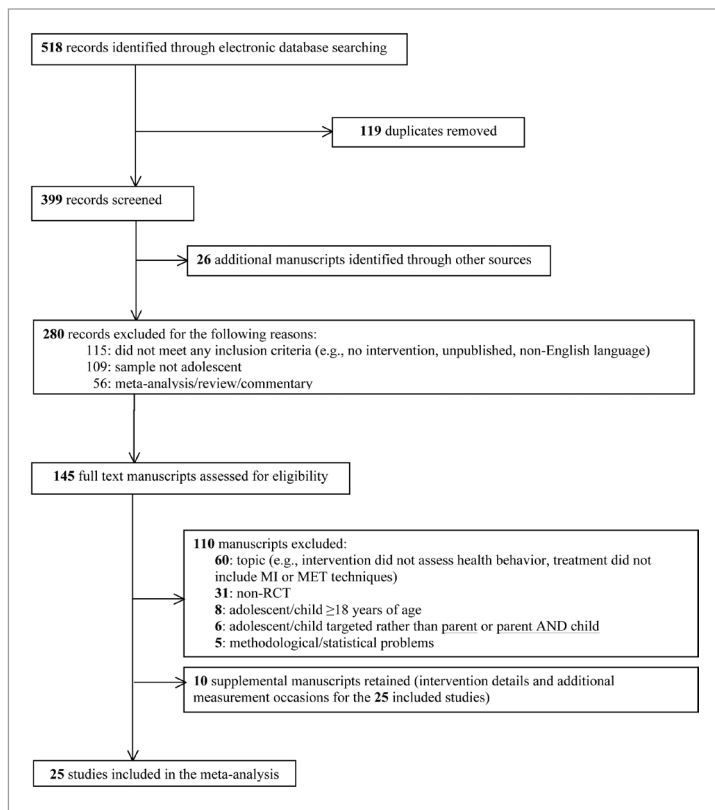 518 records identified through electronic database searching
119 duplicates removed
399 records screened
26 additional manuscripts identified through other sources
280 records excluded for the following reasons:
115: did not meet any inclusion criteria (e.g., no intervention, unpublished, non-English language)
109: sample not adolescent
56: meta-analysis/review/commentary
145 full text manuscripts assessed for eligibility
110 manuscripts excluded:
60: topic (e.g., intervention did not assess health behavior, treatment did not
include MI or MET techniques)
31: non-RCT
8: adolescent/child ≥18 years of age
6: adolescent/child targeted rather than parent or parent AND child
5: methodological/statistical problems
10 supplemental manuscripts retained (intervention details and additional
measurement occasions for the 25 included studies)
25 studies included in the meta-analysis